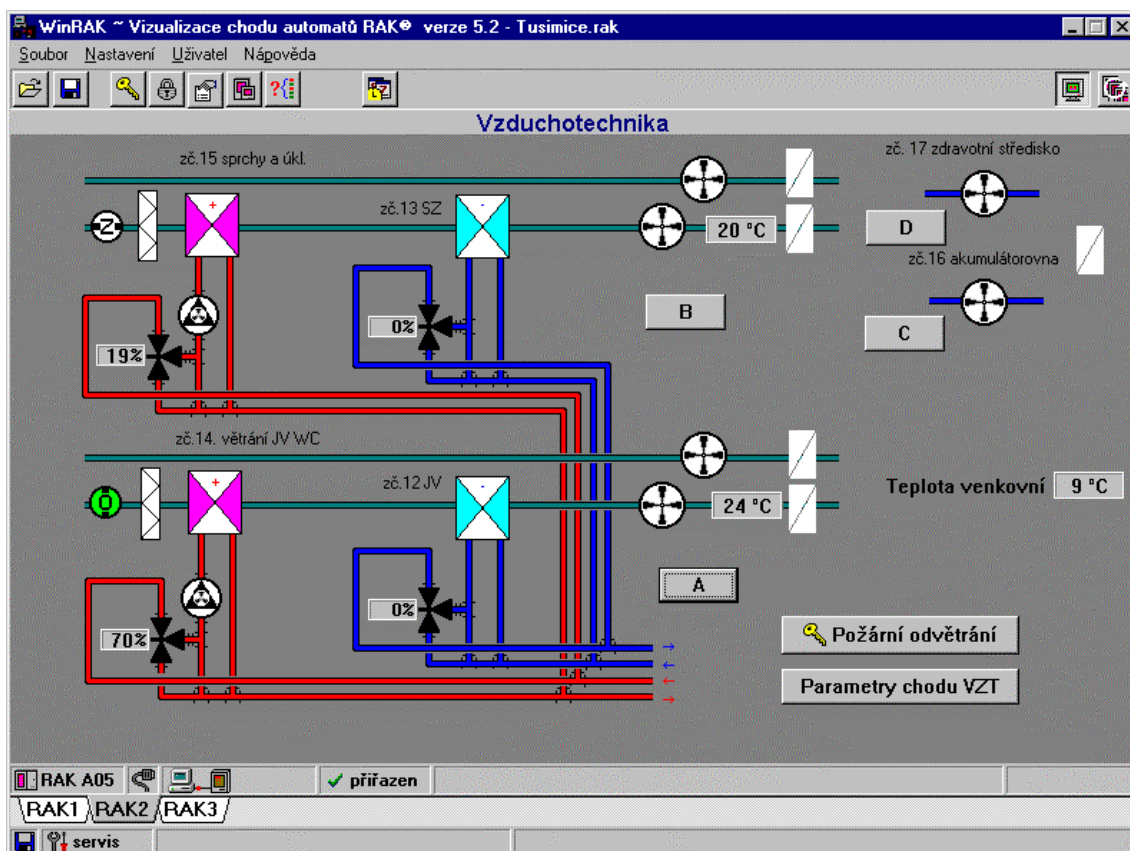 WinRAK ~ Vizualizace chodu automatů RAK® verze 5.2 - Tusimice.rak
Soubor Nastavení Uživatel Nápověda
Vzduchotechnika
zč.15 sprchy a úkl.
zč. 17 zdravotní středisko
Z
zč.13 SZ
20 °C
D
zč.16 akumulátorovna
B
0%
C
19%
zč.14. větrání JV WC
zč.12 JV
Teplota venkovní 9 °C
O
24 °C
A
0%
70%
Požární odvětrání
Parametry chodu VZT
RAK A05
přiřazen
RAK1 RAK2 RAK3
servis